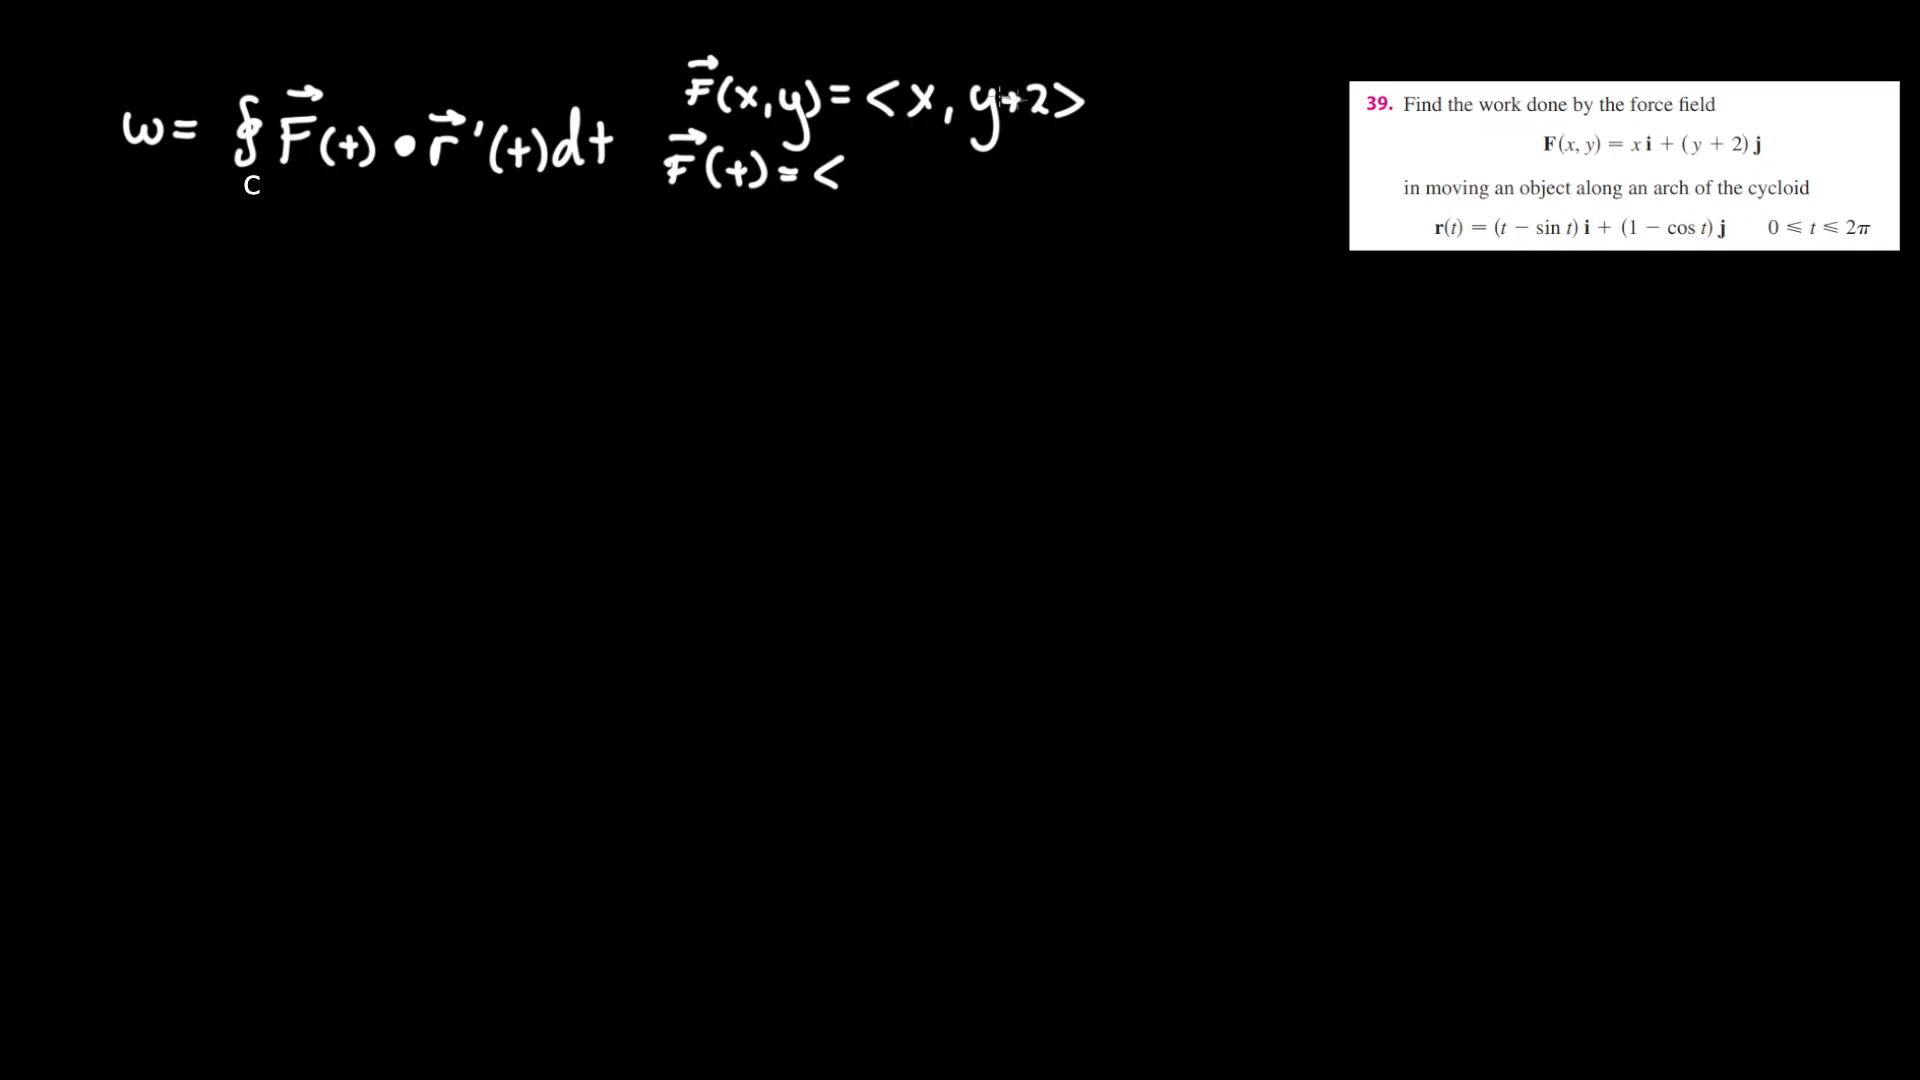 w = ∮ F⃗(t) • r⃗'(t)dt
C
F⃗(x,y) = <x, y+2>
F⃗(t) = <
39. Find the work done by the force field
F(x, y) = x i + (y + 2) j
in moving an object along an arch of the cycloid
r(t) = (t − sin t) i + (1 − cos t) j 0 ⩽ t ⩽ 2π